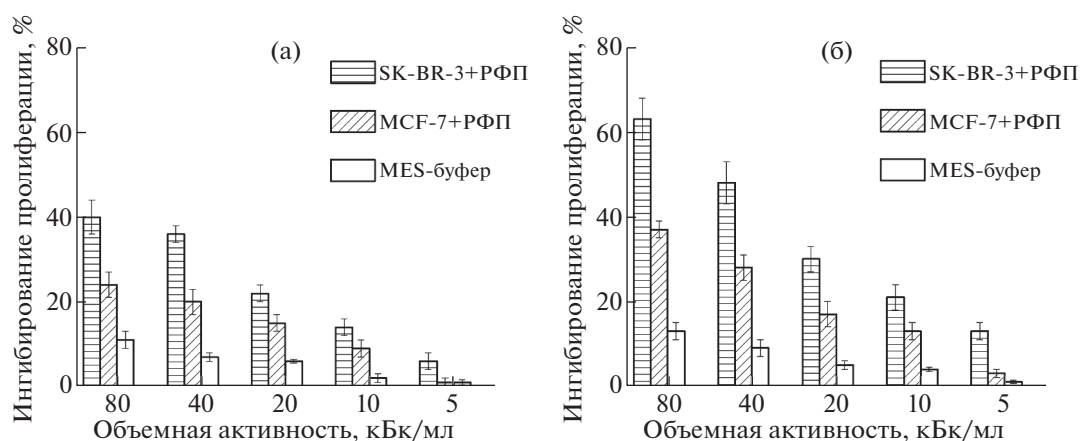 Ингибирование пролиферации, %
80
60
40
20
0
(а)
SK-BR-3+РФП
MCF-7+РФП
MES-буфер
80 40 20 10 5
Объемная активность, кБк/мл
Ингибирование пролиферации, %
80
60
40
20
0
(б)
SK-BR-3+РФП
MCF-7+РФП
MES-буфер
80 40 20 10 5
Объемная активность, кБк/мл